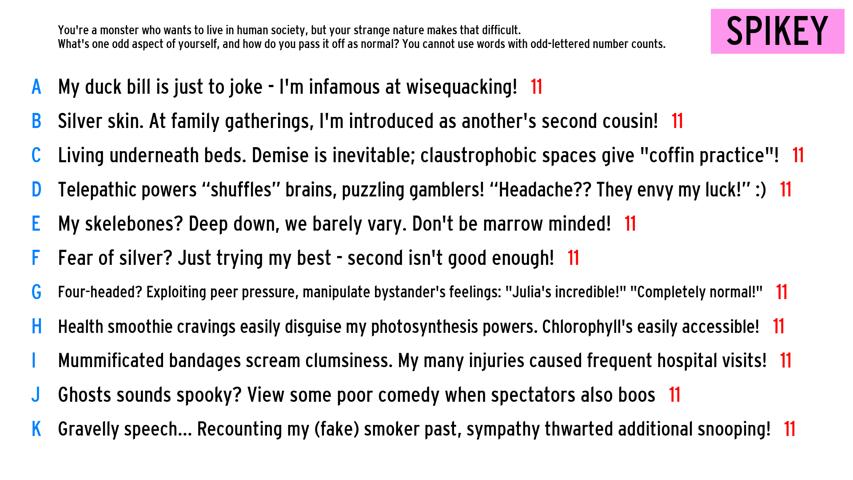 You're a monster who wants to live in human society, but your strange nature makes that difficult.
What's one odd aspect of yourself, and how do you pass it off as normal? You cannot use words with odd-lettered number counts.
SPIKEY
A My duck bill is just to joke - I'm infamous at wisequacking! 11
B Silver skin. At family gatherings, I'm introduced as another's second cousin! 11
C Living underneath beds. Demise is inevitable; claustrophobic spaces give "coffin practice"! 11
D Telepathic powers “shuffles” brains, puzzling gamblers! “Headache?? They envy my luck!” :) 11
E My skelebones? Deep down, we barely vary. Don't be marrow minded! 11
F Fear of silver? Just trying my best - second isn't good enough! 11
G Four-headed? Exploiting peer pressure, manipulate bystander's feelings: "Julia's incredible!" "Completely normal!" 11
H Health smoothie cravings easily disguise my photosynthesis powers. Chlorophyll's easily accessible! 11
I Mummificated bandages scream clumsiness. My many injuries caused frequent hospital visits! 11
J Ghosts sounds spooky? View some poor comedy when spectators also boos 11
K Gravelly speech... Recounting my (fake) smoker past, sympathy thwarted additional snooping! 11